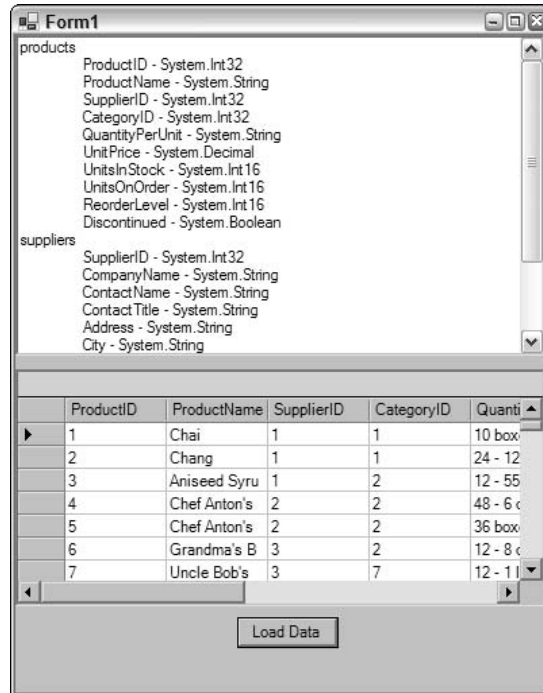 Form1
products
ProductID - System.Int32
ProductName - System.String
SupplierID - System.Int32
CategoryID - System.Int32
QuantityPerUnit - System.String
UnitPrice - System.Decimal
UnitsInStock - System.Int16
UnitsOnOrder - System.Int16
ReorderLevel - System.Int16
Discontinued - System.Boolean
suppliers
SupplierID - System.Int32
CompanyName - System.String
ContactName - System.String
ContactTitle - System.String
Address - System.String
City - System.String
ProductID ProductName SupplierID CategoryID Quanti
1 Chai 1 1 10 box
2 Chang 1 1 24 - 12
3 Aniseed Syru 1 2 12 - 55
4 Chef Anton's 2 2 48 - 6
5 Chef Anton's 2 2 36 box
6 Grandma's B 3 2 12 - 8
7 Uncle Bob's 3 7 12 - 1
Load Data